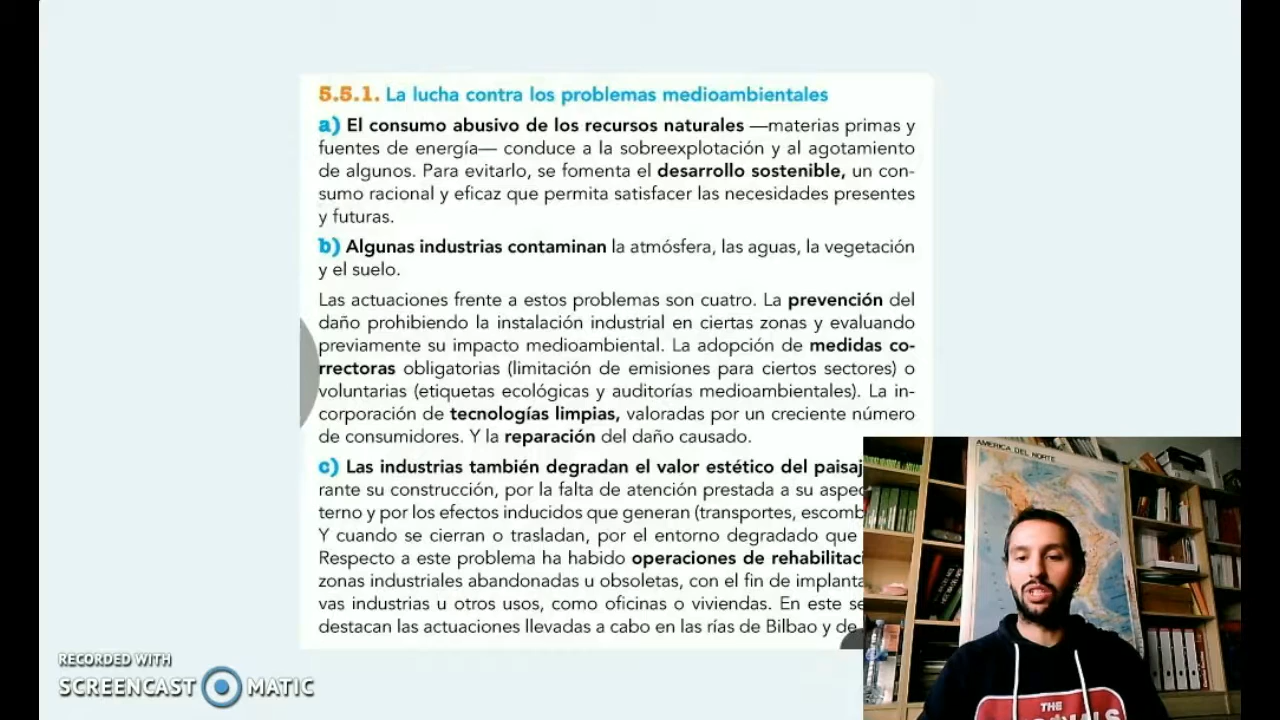 5.5.1. La lucha contra los problemas medioambientales
a) El consumo abusivo de los recursos naturales —materias primas y
fuentes de energía— conduce a la sobreexplotación y al agotamiento
de algunos. Para evitarlo, se fomenta el desarrollo sostenible, un con-
sumo racional y eficaz que permita satisfacer las necesidades presentes
y futuras.
b) Algunas industrias contaminan la atmósfera, las aguas, la vegetación
y el suelo.
Las actuaciones frente a estos problemas son cuatro. La prevención del
daño prohibiendo la instalación industrial en ciertas zonas y evaluando
previamente su impacto medioambiental. La adopción de medidas co-
rrectoras obligatorias (limitación de emisiones para ciertos sectores) o
voluntarias (etiquetas ecológicas y auditorías medioambientales). La in-
corporación de tecnologías limpias, valoradas por un creciente número
de consumidores. Y la reparación del daño causado.
c) Las industrias también degradan el valor estético del paisaj
rante su construcción, por la falta de atención prestada a su aspec
terno y por los efectos inducidos que generan (transportes, escomb
Y cuando se cierran o trasladan, por el entorno degradado que
Respecto a este problema ha habido operaciones de rehabilitaci
zonas industriales abandonadas u obsoletas, con el fin de implanta
vas industrias u otros usos, como oficinas o viviendas. En este se
destacan las actuaciones llevadas a cabo en las rías de Bilbao y de
AMERICA DEL NORTE
THE
RECORDED WITH
SCREENCAST MATIC